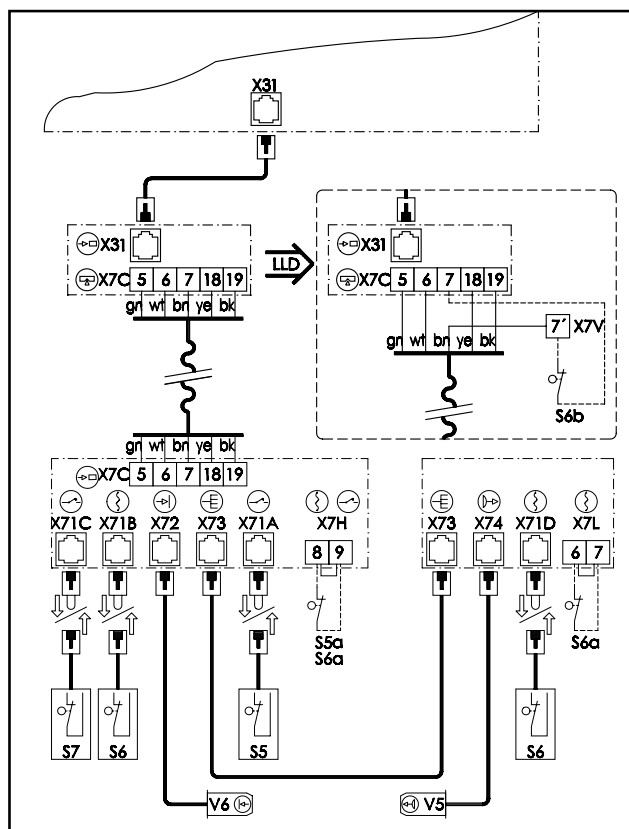 X31
X31
X7C 5 6 7 18 19
gn wt bn ye bk
LLD
X31
X7C 5 6 7 18 19
gn wt bn ye bk
7´ X7V
S6b
gn wt bn ye bk
X7C 5 6 7 18 19
X71C X71B X72 X73 X71A X7H
8 9
S5a
S6a
X73 X74 X71D X7L
6 7
S6a
S7 S6 S5 S6
V6 V5